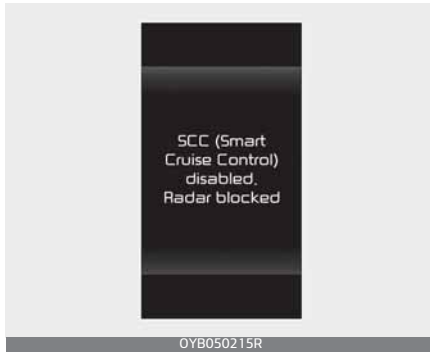 SCC (Smart
Cruise Control)
disabled,
Radar blocked
OYB050215R